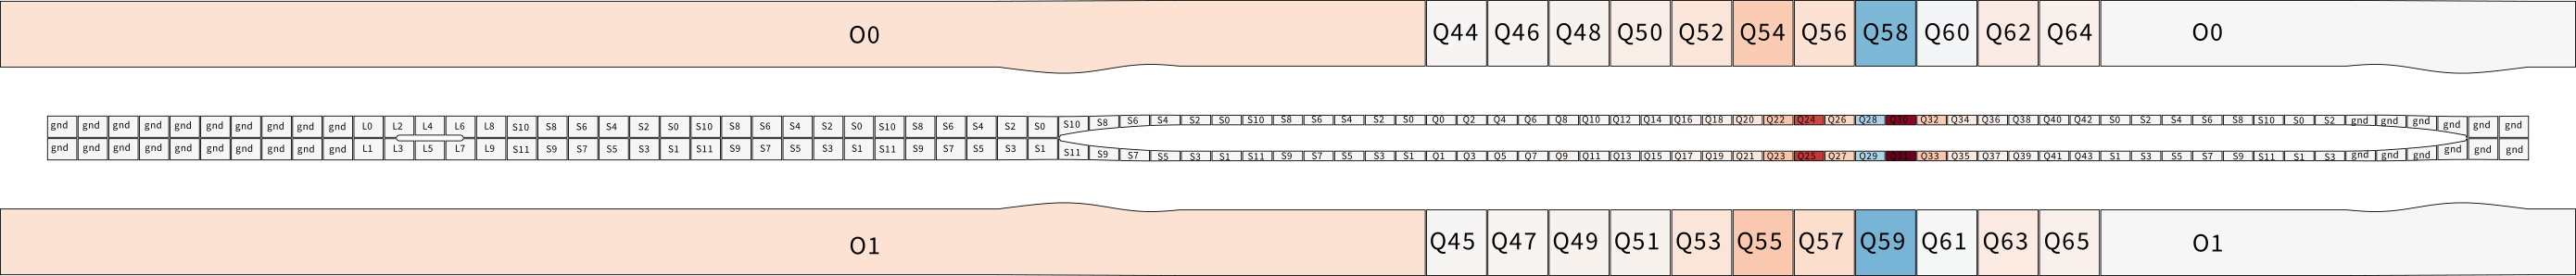 O0 Q44 Q46 Q48 Q50 Q52 Q54 Q56 Q58 Q60 Q62 Q64 O0
gnd gnd gnd gnd gnd gnd gnd gnd gnd gnd L0 L2 L4 L6 L8 S10 S8 S6 S4 S2 S0 S10 S8 S6 S4 S2 S0 S10 S8 S6 S4 S2 S0 S10 S8 S6 S4 S2 S0 S10 S8 S6 S4 S2 S0 Q0 Q2 Q4 Q6 Q8 Q10 Q12 Q14 Q16 Q18 Q20 Q22 Q24 Q26 Q28 Q30 Q32 Q34 Q36 Q38 Q40 Q42 S0 S2 S4 S6 S8 S10 S0 S2 gnd gnd gnd gnd gnd gnd
gnd gnd gnd gnd gnd gnd gnd gnd gnd gnd L1 L3 L5 L7 L9 S11 S9 S7 S5 S3 S1 S11 S9 S7 S5 S3 S1 S11 S9 S7 S5 S3 S1 S11 S9 S7 S5 S3 S1 S11 S9 S7 S5 S3 S1 Q1 Q3 Q5 Q7 Q9 Q11 Q13 Q15 Q17 Q19 Q21 Q23 Q25 Q27 Q29 Q31 Q33 Q35 Q37 Q39 Q41 Q43 S1 S3 S5 S7 S9 S11 S1 S3 gnd gnd gnd gnd gnd gnd
O1 Q45 Q47 Q49 Q51 Q53 Q55 Q57 Q59 Q61 Q63 Q65 O1